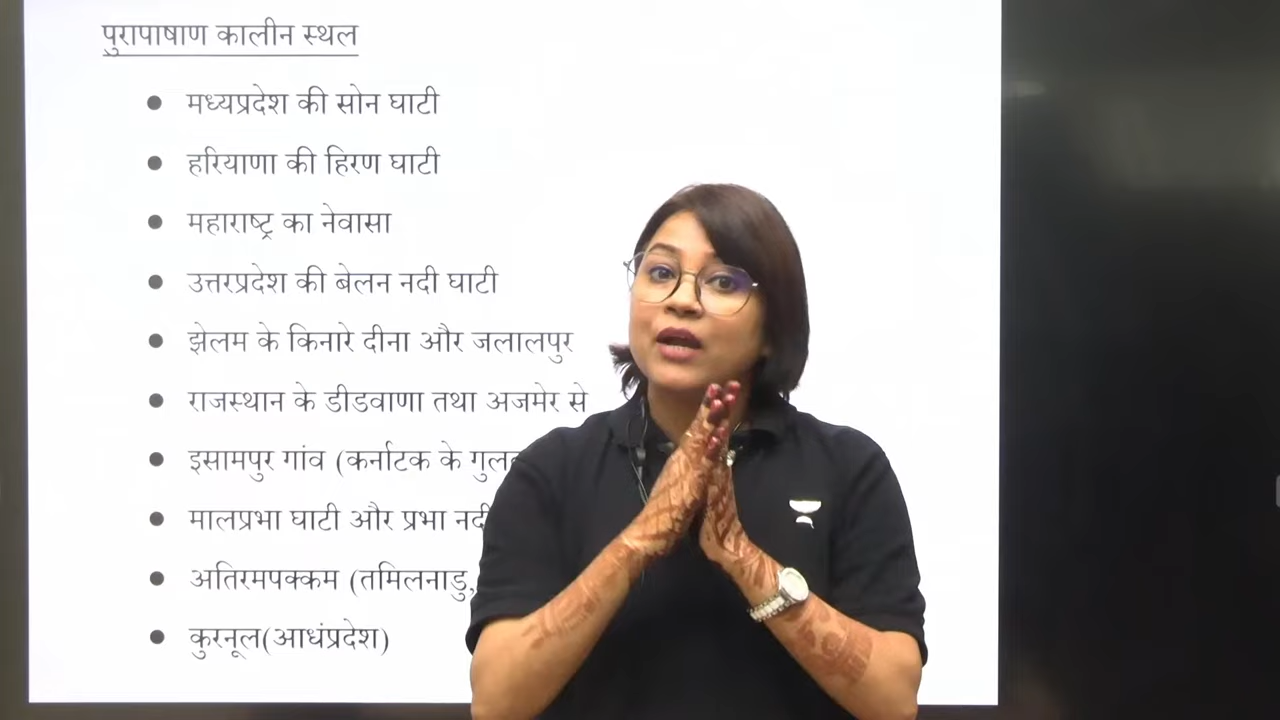 पुरापाषाण कालीन स्थल
मध्यप्रदेश की सोन घाटी
हरियाणा की हिरण घाटी
महाराष्ट्र का नेवासा
उत्तरप्रदेश की बेलन नदी घाटी
झेलम के किनारे दीना और जलालपुर
राजस्थान के डीडवाणा तथा अजमेर से
इसामपुर गांव (कर्नाटक के
मालप्रभा घाटी और प्रभा
अतिरमपक्कम (तमिलनाडु,
कुरनूल(आधंप्रदेश)